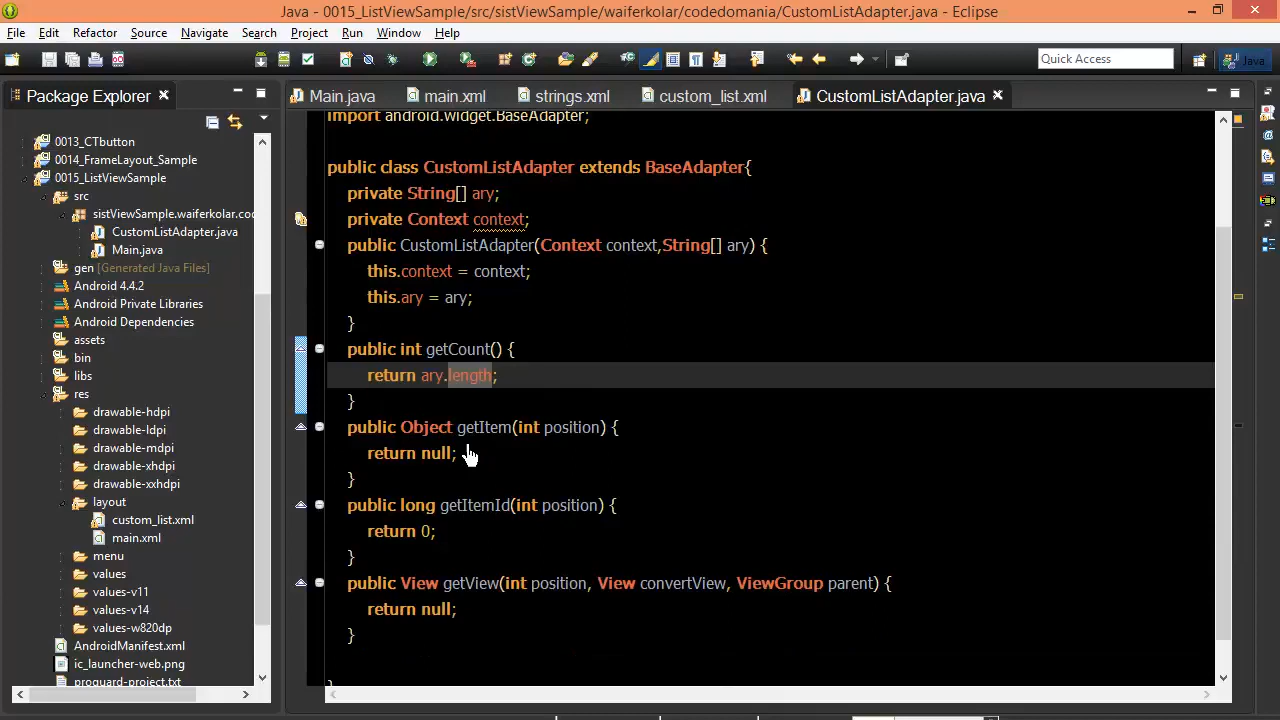 Java - 0015_ListViewSample/src/sistViewSample/waiferkolar/codedomania/CustomListAdapter.java - Eclipse
File Edit Refactor Source Navigate Search Project Run Window Help
Quick Access
Java
Package Explorer
0013_CTbutton
0014_FrameLayout_Sample
0015_ListViewSample
src
sistViewSample.waiferkolar.co
CustomListAdapter.java
Main.java
gen [Generated Java Files]
Android 4.4.2
Android Private Libraries
Android Dependencies
assets
bin
libs
res
drawable-hdpi
drawable-ldpi
drawable-mdpi
drawable-xhdpi
drawable-xxhdpi
layout
custom_list.xml
main.xml
menu
values
values-v11
values-v14
values-w820dp
AndroidManifest.xml
ic_launcher-web.png
proguard-project.txt
Main.java main.xml strings.xml custom_list.xml CustomListAdapter.java
import android.widget.BaseAdapter;
public class CustomListAdapter extends BaseAdapter{
private String[] ary;
private Context context;
public CustomListAdapter(Context context,String[] ary) {
this.context = context;
this.ary = ary;
}
public int getCount() {
return ary.length;
}
public Object getItem(int position) {
return null;
}
public long getItemId(int position) {
return 0;
}
public View getView(int position, View convertView, ViewGroup parent) {
return null;
}
}